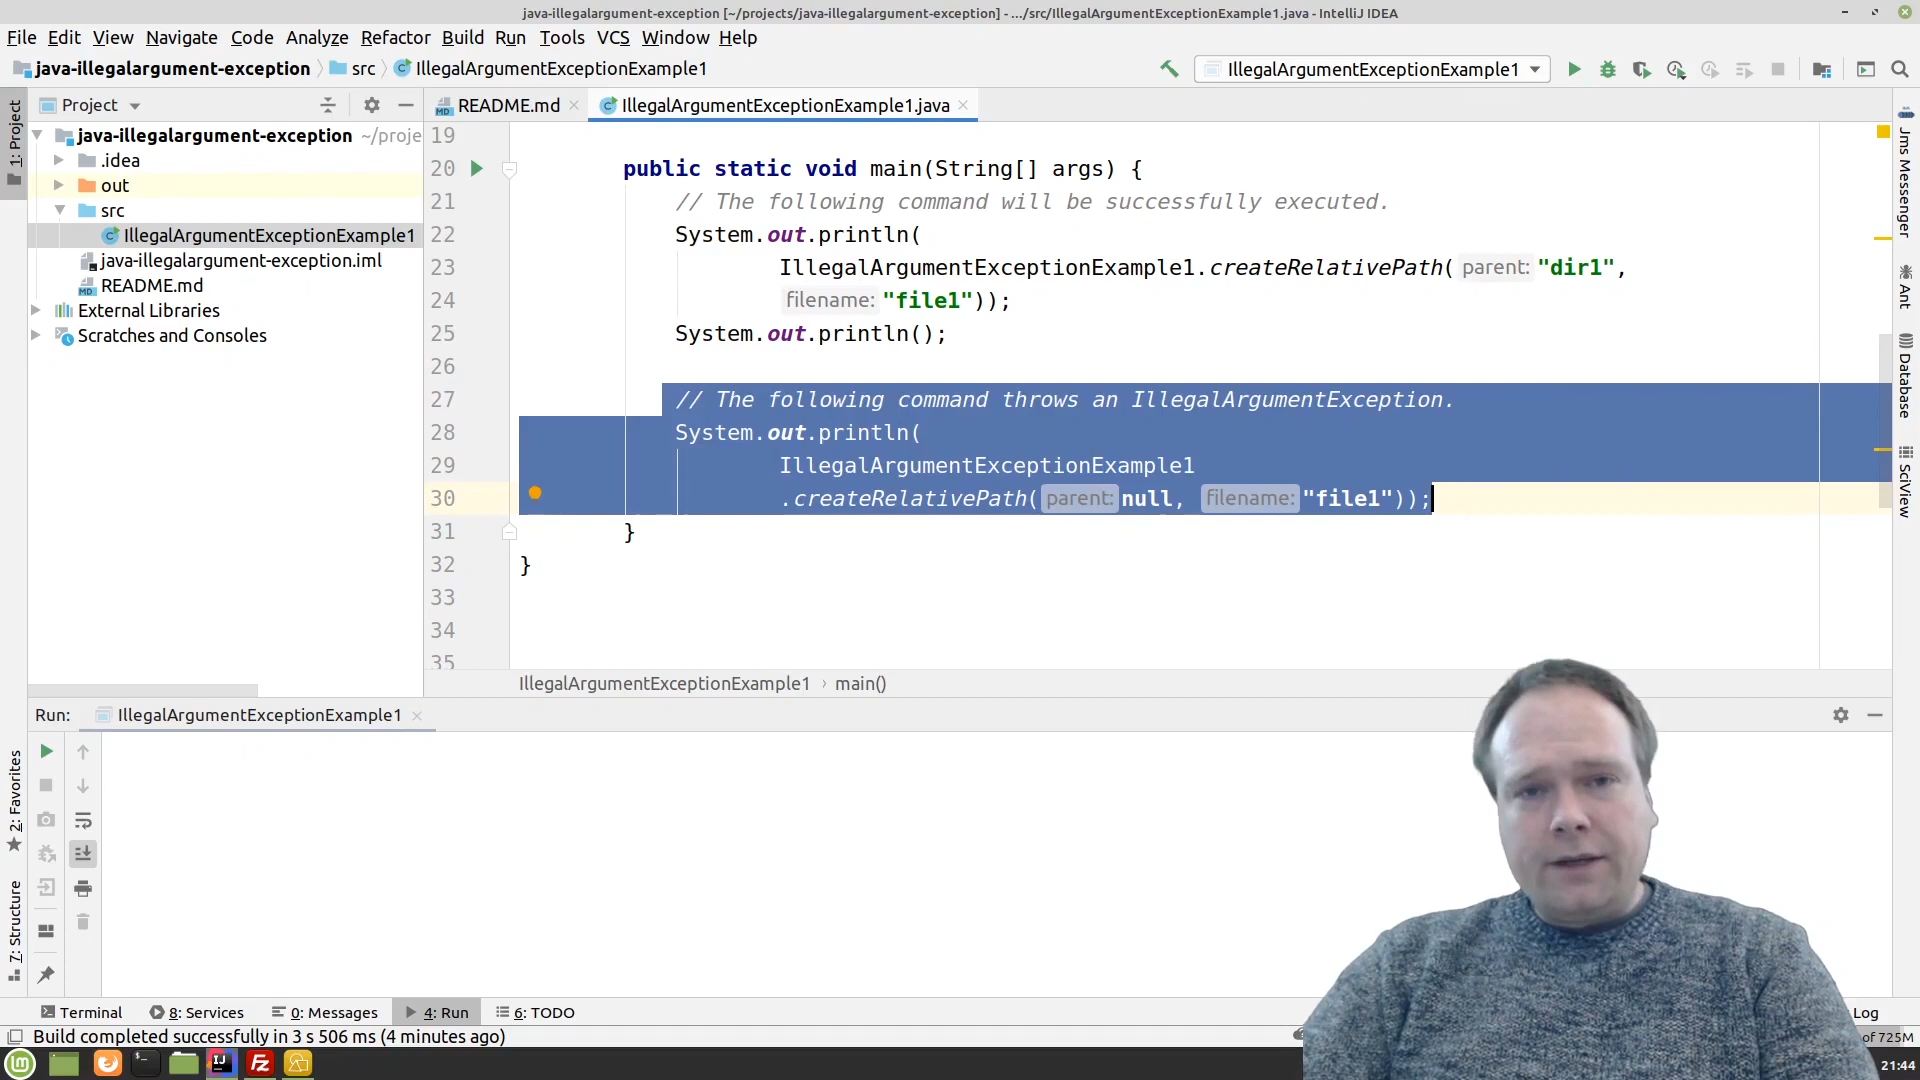 java-illegalargument-exception [~/projects/java-illegalargument-exception] - .../src/IllegalArgumentExceptionExample1.java - IntelliJ IDEA
File Edit View Navigate Code Analyze Refactor Build Run Tools VCS Window Help
java-illegalargument-exception src IllegalArgumentExceptionExample1
IllegalArgumentExceptionExample1
Project
README.md
IllegalArgumentExceptionExample1.java
1: Project
java-illegalargument-exception ~/proje
.idea
out
src
IllegalArgumentExceptionExample1
java-illegalargument-exception.iml
README.md
External Libraries
Scratches and Consoles
19
20 public static void main(String[] args) {
21 // The following command will be successfully executed.
22 System.out.println(
23 IllegalArgumentExceptionExample1.createRelativePath( parent: "dir1",
24 filename: "file1"));
25 System.out.println();
26
27 // The following command throws an IllegalArgumentException.
28 System.out.println(
29 IllegalArgumentExceptionExample1
30 .createRelativePath( parent: null, filename: "file1"));
31 }
32 }
33
34
35
IllegalArgumentExceptionExample1 › main()
Jms Messenger
Ant
Database
SciView
Run: IllegalArgumentExceptionExample1
2: Favorites
7: Structure
Terminal 8: Services 0: Messages 4: Run 6: TODO
Log
Build completed successfully in 3 s 506 ms (4 minutes ago)
of 725M
21:44